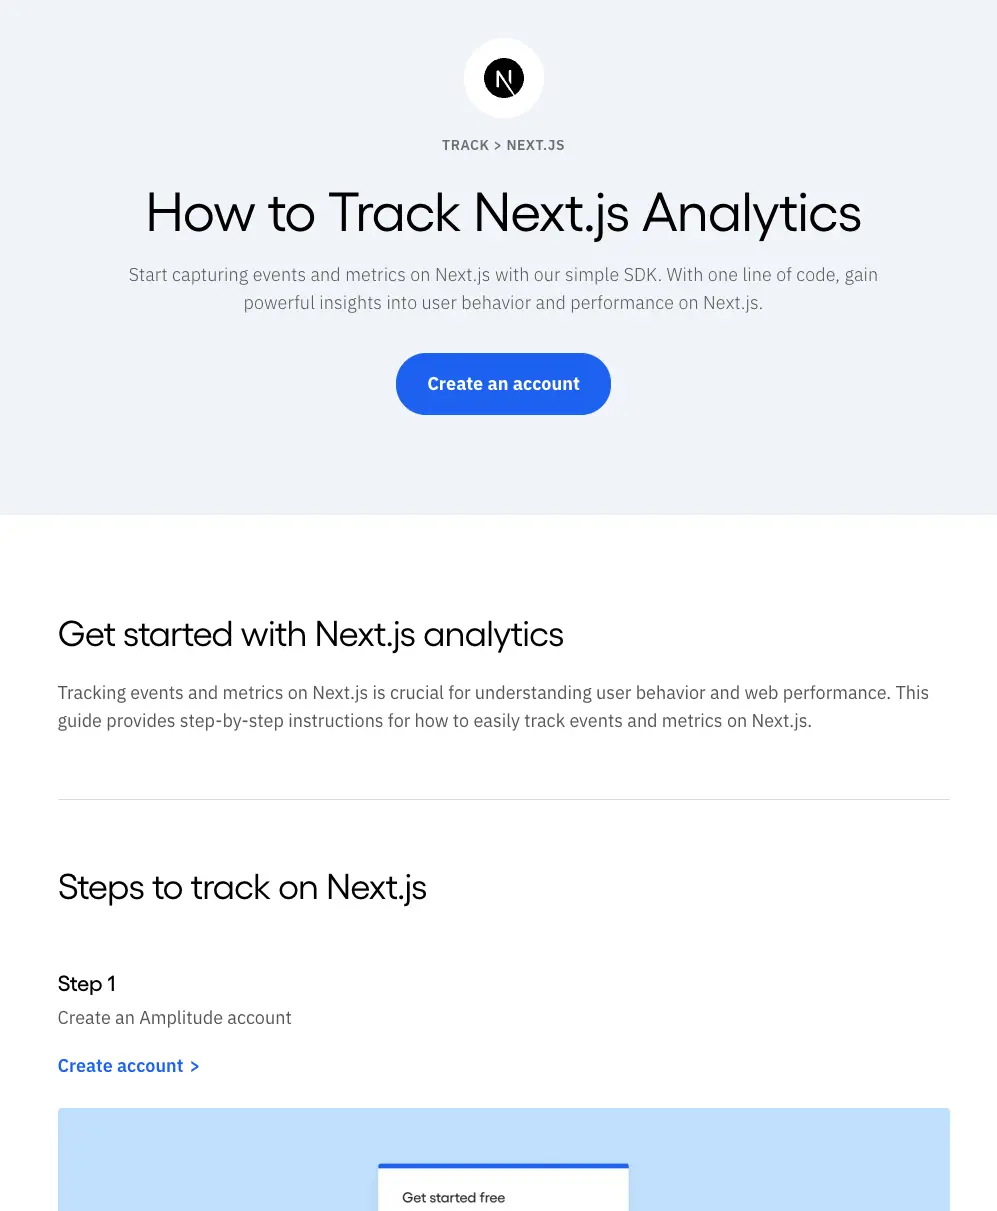 N
TRACK > NEXT.JS
How to Track Next.js Analytics
Start capturing events and metrics on Next.js with our simple SDK. With one line of code, gain
powerful insights into user behavior and performance on Next.js.
Create an account
Get started with Next.js analytics
Tracking events and metrics on Next.js is crucial for understanding user behavior and web performance. This
guide provides step-by-step instructions for how to easily track events and metrics on Next.js.
Steps to track on Next.js
Step 1
Create an Amplitude account
Create account >
Get started free